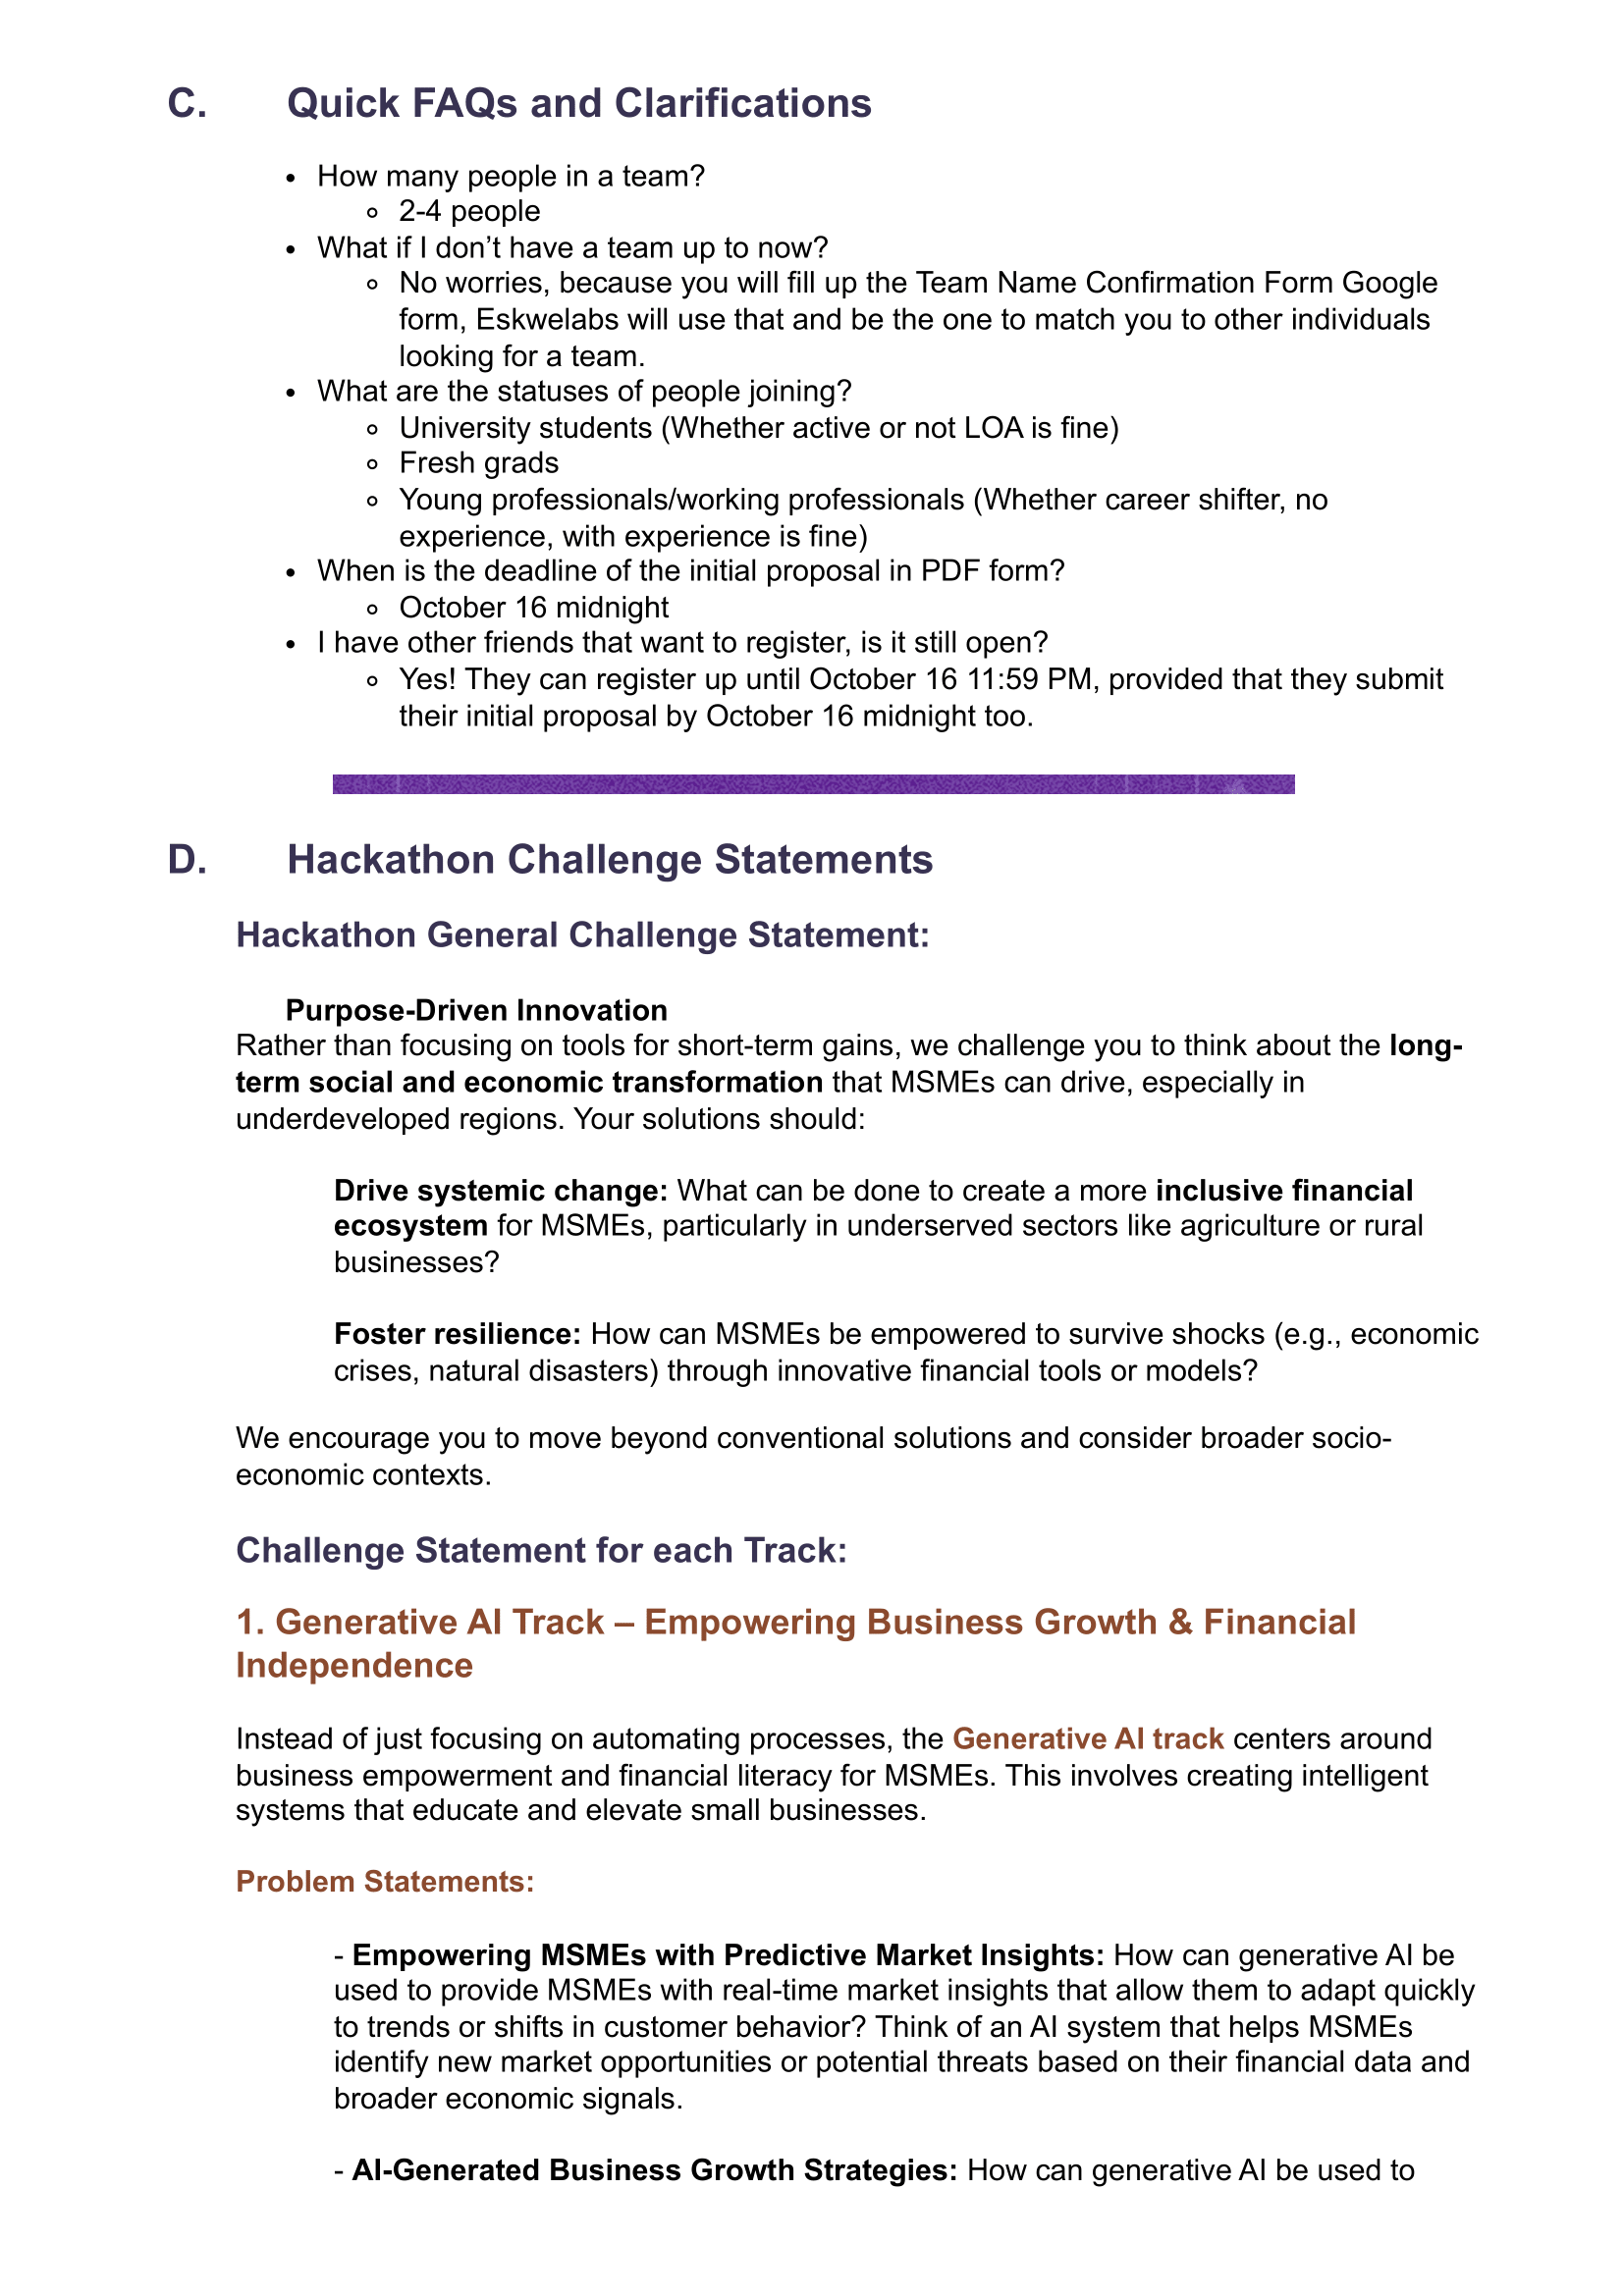 C. Quick FAQs and Clarifications
• How many people in a team?
◦ 2-4 people
• What if I don’t have a team up to now?
◦ No worries, because you will fill up the Team Name Confirmation Form Google
form, Eskwelabs will use that and be the one to match you to other individuals
looking for a team.
• What are the statuses of people joining?
◦ University students (Whether active or not LOA is fine)
◦ Fresh grads
◦ Young professionals/working professionals (Whether career shifter, no
experience, with experience is fine)
• When is the deadline of the initial proposal in PDF form?
◦ October 16 midnight
• I have other friends that want to register, is it still open?
◦ Yes! They can register up until October 16 11:59 PM, provided that they submit
their initial proposal by October 16 midnight too.
D. Hackathon Challenge Statements
Hackathon General Challenge Statement:
Purpose-Driven Innovation
Rather than focusing on tools for short-term gains, we challenge you to think about the long-
term social and economic transformation that MSMEs can drive, especially in
underdeveloped regions. Your solutions should:
Drive systemic change: What can be done to create a more inclusive financial
ecosystem for MSMEs, particularly in underserved sectors like agriculture or rural
businesses?
Foster resilience: How can MSMEs be empowered to survive shocks (e.g., economic
crises, natural disasters) through innovative financial tools or models?
We encourage you to move beyond conventional solutions and consider broader socio-
economic contexts.
Challenge Statement for each Track:
1. Generative AI Track – Empowering Business Growth & Financial
Independence
Instead of just focusing on automating processes, the Generative AI track centers around
business empowerment and financial literacy for MSMEs. This involves creating intelligent
systems that educate and elevate small businesses.
Problem Statements:
- Empowering MSMEs with Predictive Market Insights: How can generative AI be
used to provide MSMEs with real-time market insights that allow them to adapt quickly
to trends or shifts in customer behavior? Think of an AI system that helps MSMEs
identify new market opportunities or potential threats based on their financial data and
broader economic signals.
- AI-Generated Business Growth Strategies: How can generative AI be used to